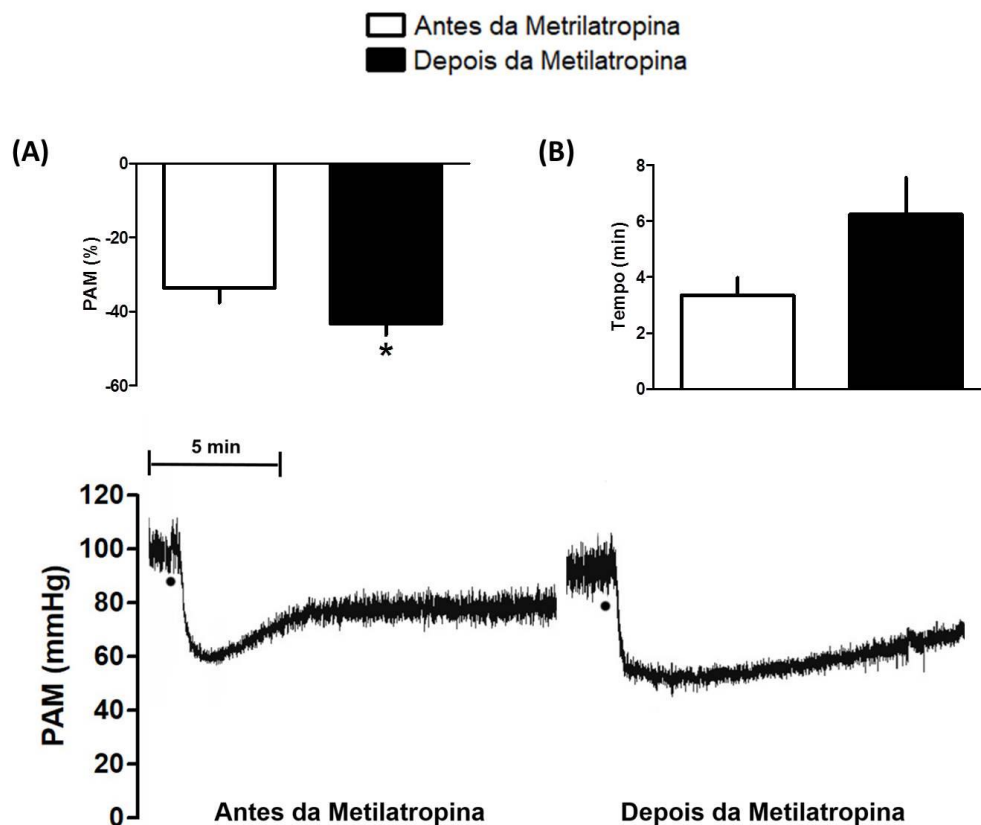 Antes da Metrilatropina
Depois da Metilatropina
(A)
0
-20
-40
-60
PAM (%)
*
(B)
8
6
4
2
0
Tempo (min)
5 min
120
100
80
60
40
20
0
PAM (mmHg)
Antes da Metilatropina
Depois da Metilatropina